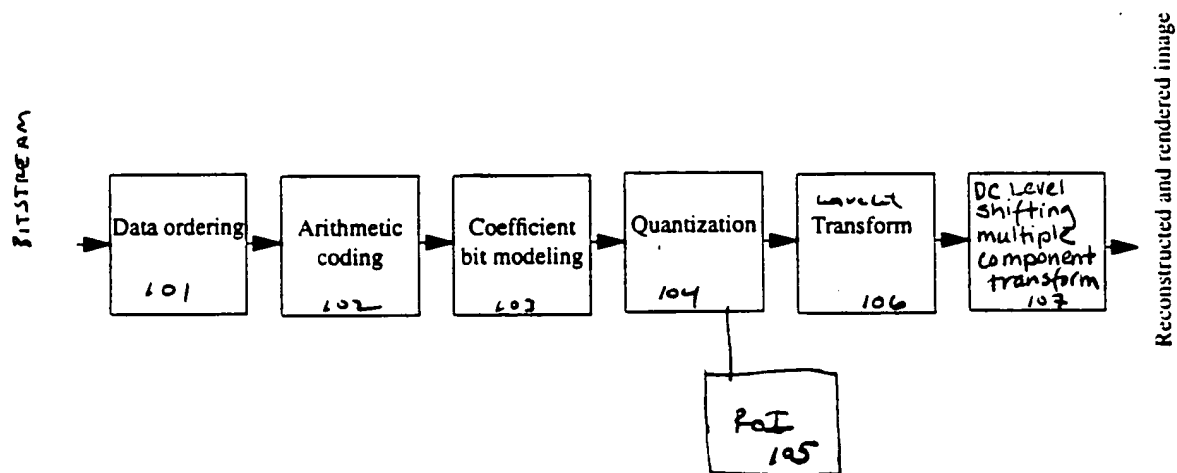 BITSTREAM
Data ordering
101
Arithmetic
coding
102
Coefficient
bit modeling
103
Quantization
104
Wavelet
Transform
106
DC Level
shifting
multiple
component
transform
107
Reconstructed and rendered image
RoI
105